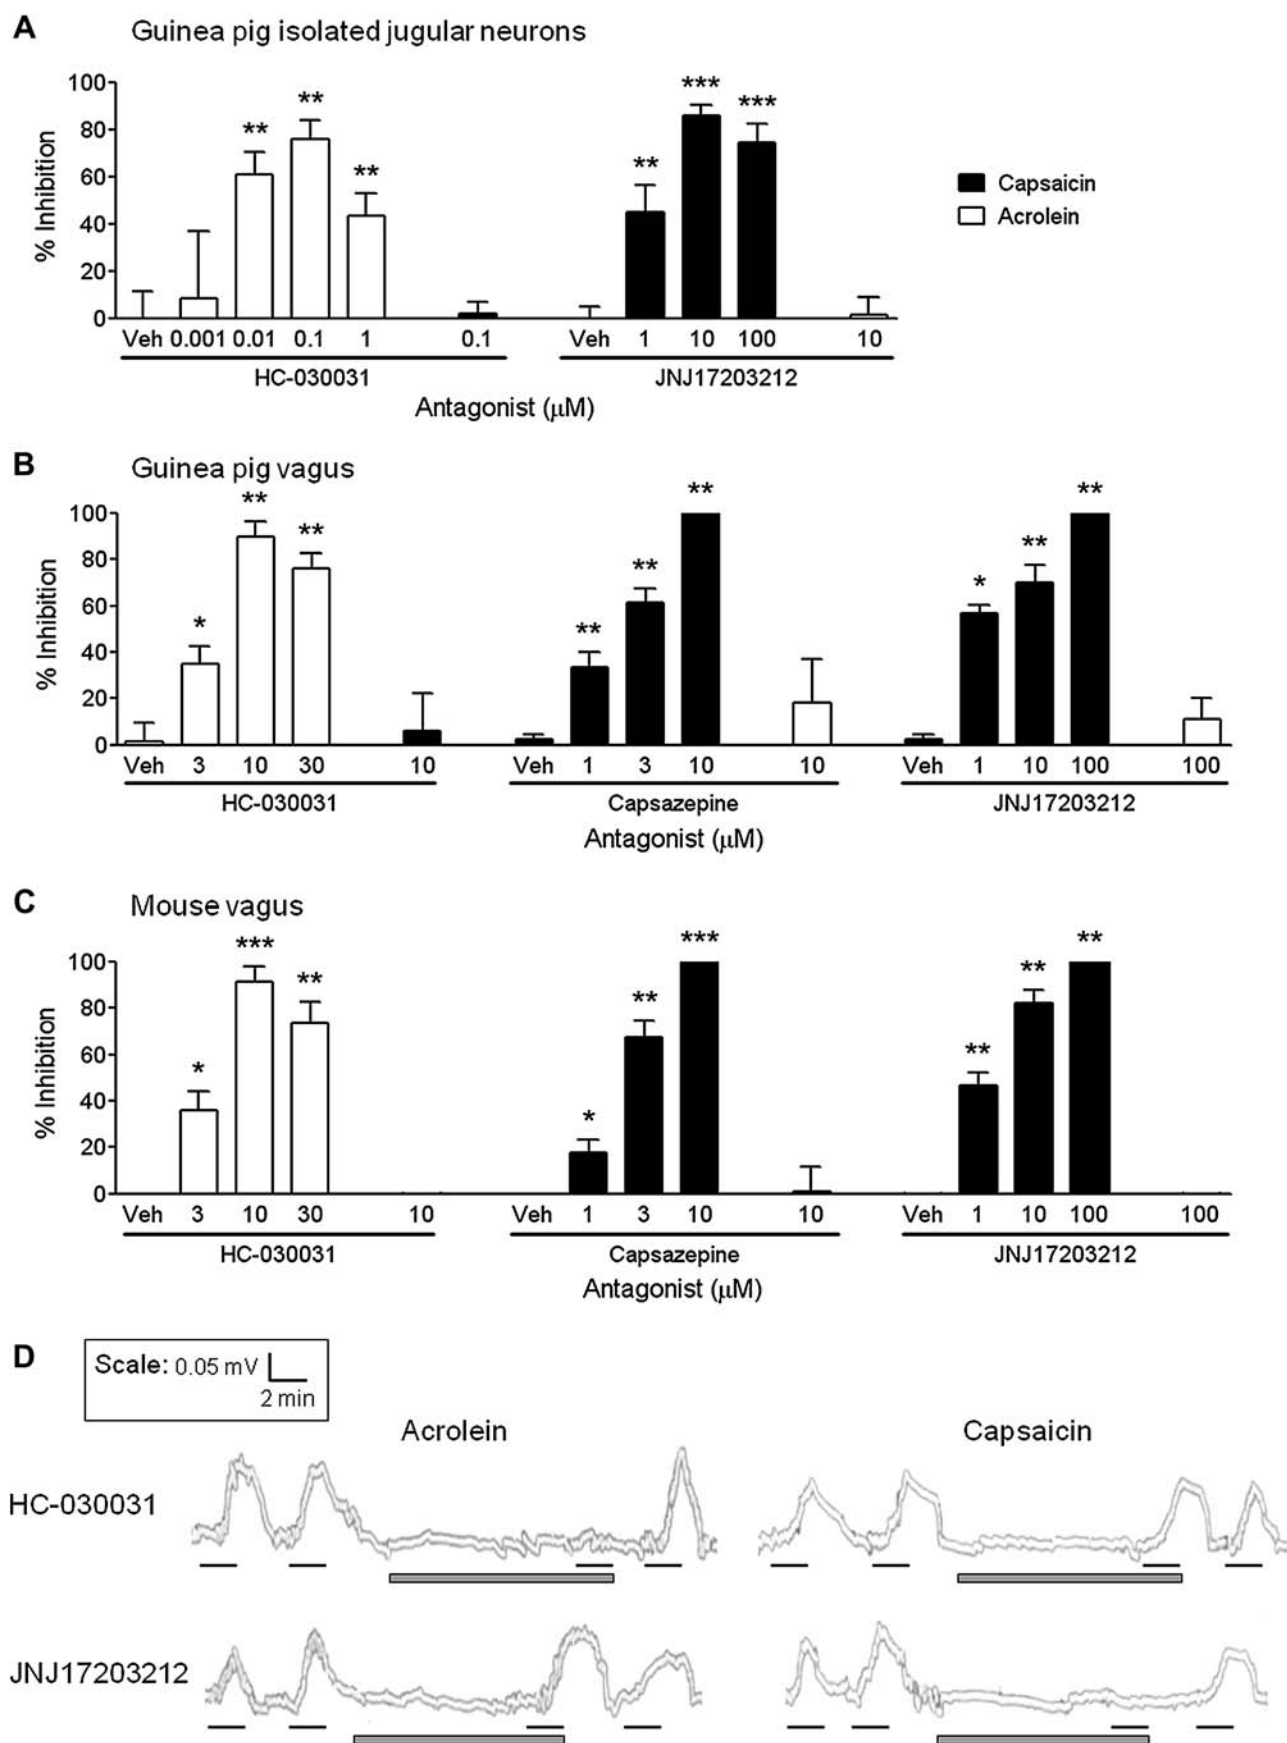 A
Guinea pig isolated jugular neurons
% Inhibition
100
80
60
40
20
0
** ** ** ** *** ***
Capsaicin
Acrolein
Veh 0.001 0.01 0.1 1 0.1 Veh 1 10 100 10
HC-030031 JNJ17203212
Antagonist (μM)
B
Guinea pig vagus
% Inhibition
100
80
60
40
20
0
* ** ** ** ** ** * ** **
Veh 3 10 30 10 Veh 1 3 10 10 Veh 1 10 100 100
HC-030031 Capsazepine JNJ17203212
Antagonist (μM)
C
Mouse vagus
% Inhibition
100
80
60
40
20
0
* *** ** * ** *** ** ** **
Veh 3 10 30 10 Veh 1 3 10 10 Veh 1 10 100 100
HC-030031 Capsazepine JNJ17203212
Antagonist (μM)
D
Scale: 0.05 mV
2 min
Acrolein Capsaicin
HC-030031
JNJ17203212